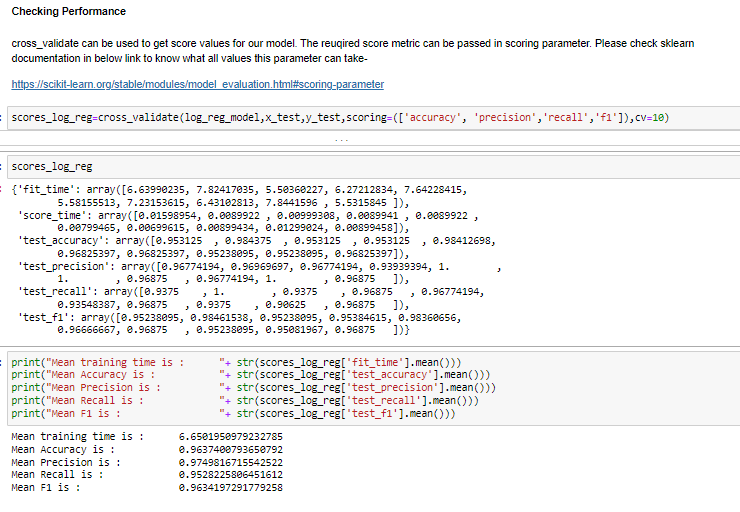 Checking Performance
cross_validate can be used to get score values for our model. The reuqired score metric can be passed in scoring parameter. Please check sklearn
documentation in below link to know what all values this parameter can take-
https://scikit-learn.org/stable/modules/model_evaluation.html#scoring-parameter
scores_log_reg=cross_validate(log_reg_model,x_test,y_test,scoring=(['accuracy', 'precision','recall','f1']),cv=10)
...
scores_log_reg
{'fit_time': array([6.63990235, 7.82417035, 5.50360227, 6.27212834, 7.64228415,
5.58155513, 7.23153615, 6.43102813, 7.8441596 , 5.5315845 ]),
'score_time': array([0.01598954, 0.0089922 , 0.00999308, 0.0089941 , 0.0089922 ,
0.00799465, 0.00699615, 0.00899434, 0.01299024, 0.00899458]),
'test_accuracy': array([0.953125 , 0.984375 , 0.953125 , 0.953125 , 0.98412698,
0.96825397, 0.96825397, 0.95238095, 0.95238095, 0.96825397]),
'test_precision': array([0.96774194, 0.96969697, 0.96774194, 0.93939394, 1. ,
1. , 0.96875 , 0.96774194, 1. , 0.96875 ]),
'test_recall': array([0.9375 , 1. , 0.9375 , 0.96875 , 0.96774194,
0.93548387, 0.96875 , 0.9375 , 0.90625 , 0.96875 ]),
'test_f1': array([0.95238095, 0.98461538, 0.95238095, 0.95384615, 0.98360656,
0.96666667, 0.96875 , 0.95238095, 0.95081967, 0.96875 ])}
print("Mean training time is : "+ str(scores_log_reg['fit_time'].mean()))
print("Mean Accuracy is : "+ str(scores_log_reg['test_accuracy'].mean()))
print("Mean Precision is : "+ str(scores_log_reg['test_precision'].mean()))
print("Mean Recall is : "+ str(scores_log_reg['test_recall'].mean()))
print("Mean F1 is : "+ str(scores_log_reg['test_f1'].mean()))
Mean training time is : 6.6501950979232785
Mean Accuracy is : 0.9637400793650792
Mean Precision is : 0.9749816715542522
Mean Recall is : 0.9528225806451612
Mean F1 is : 0.9634197291779258